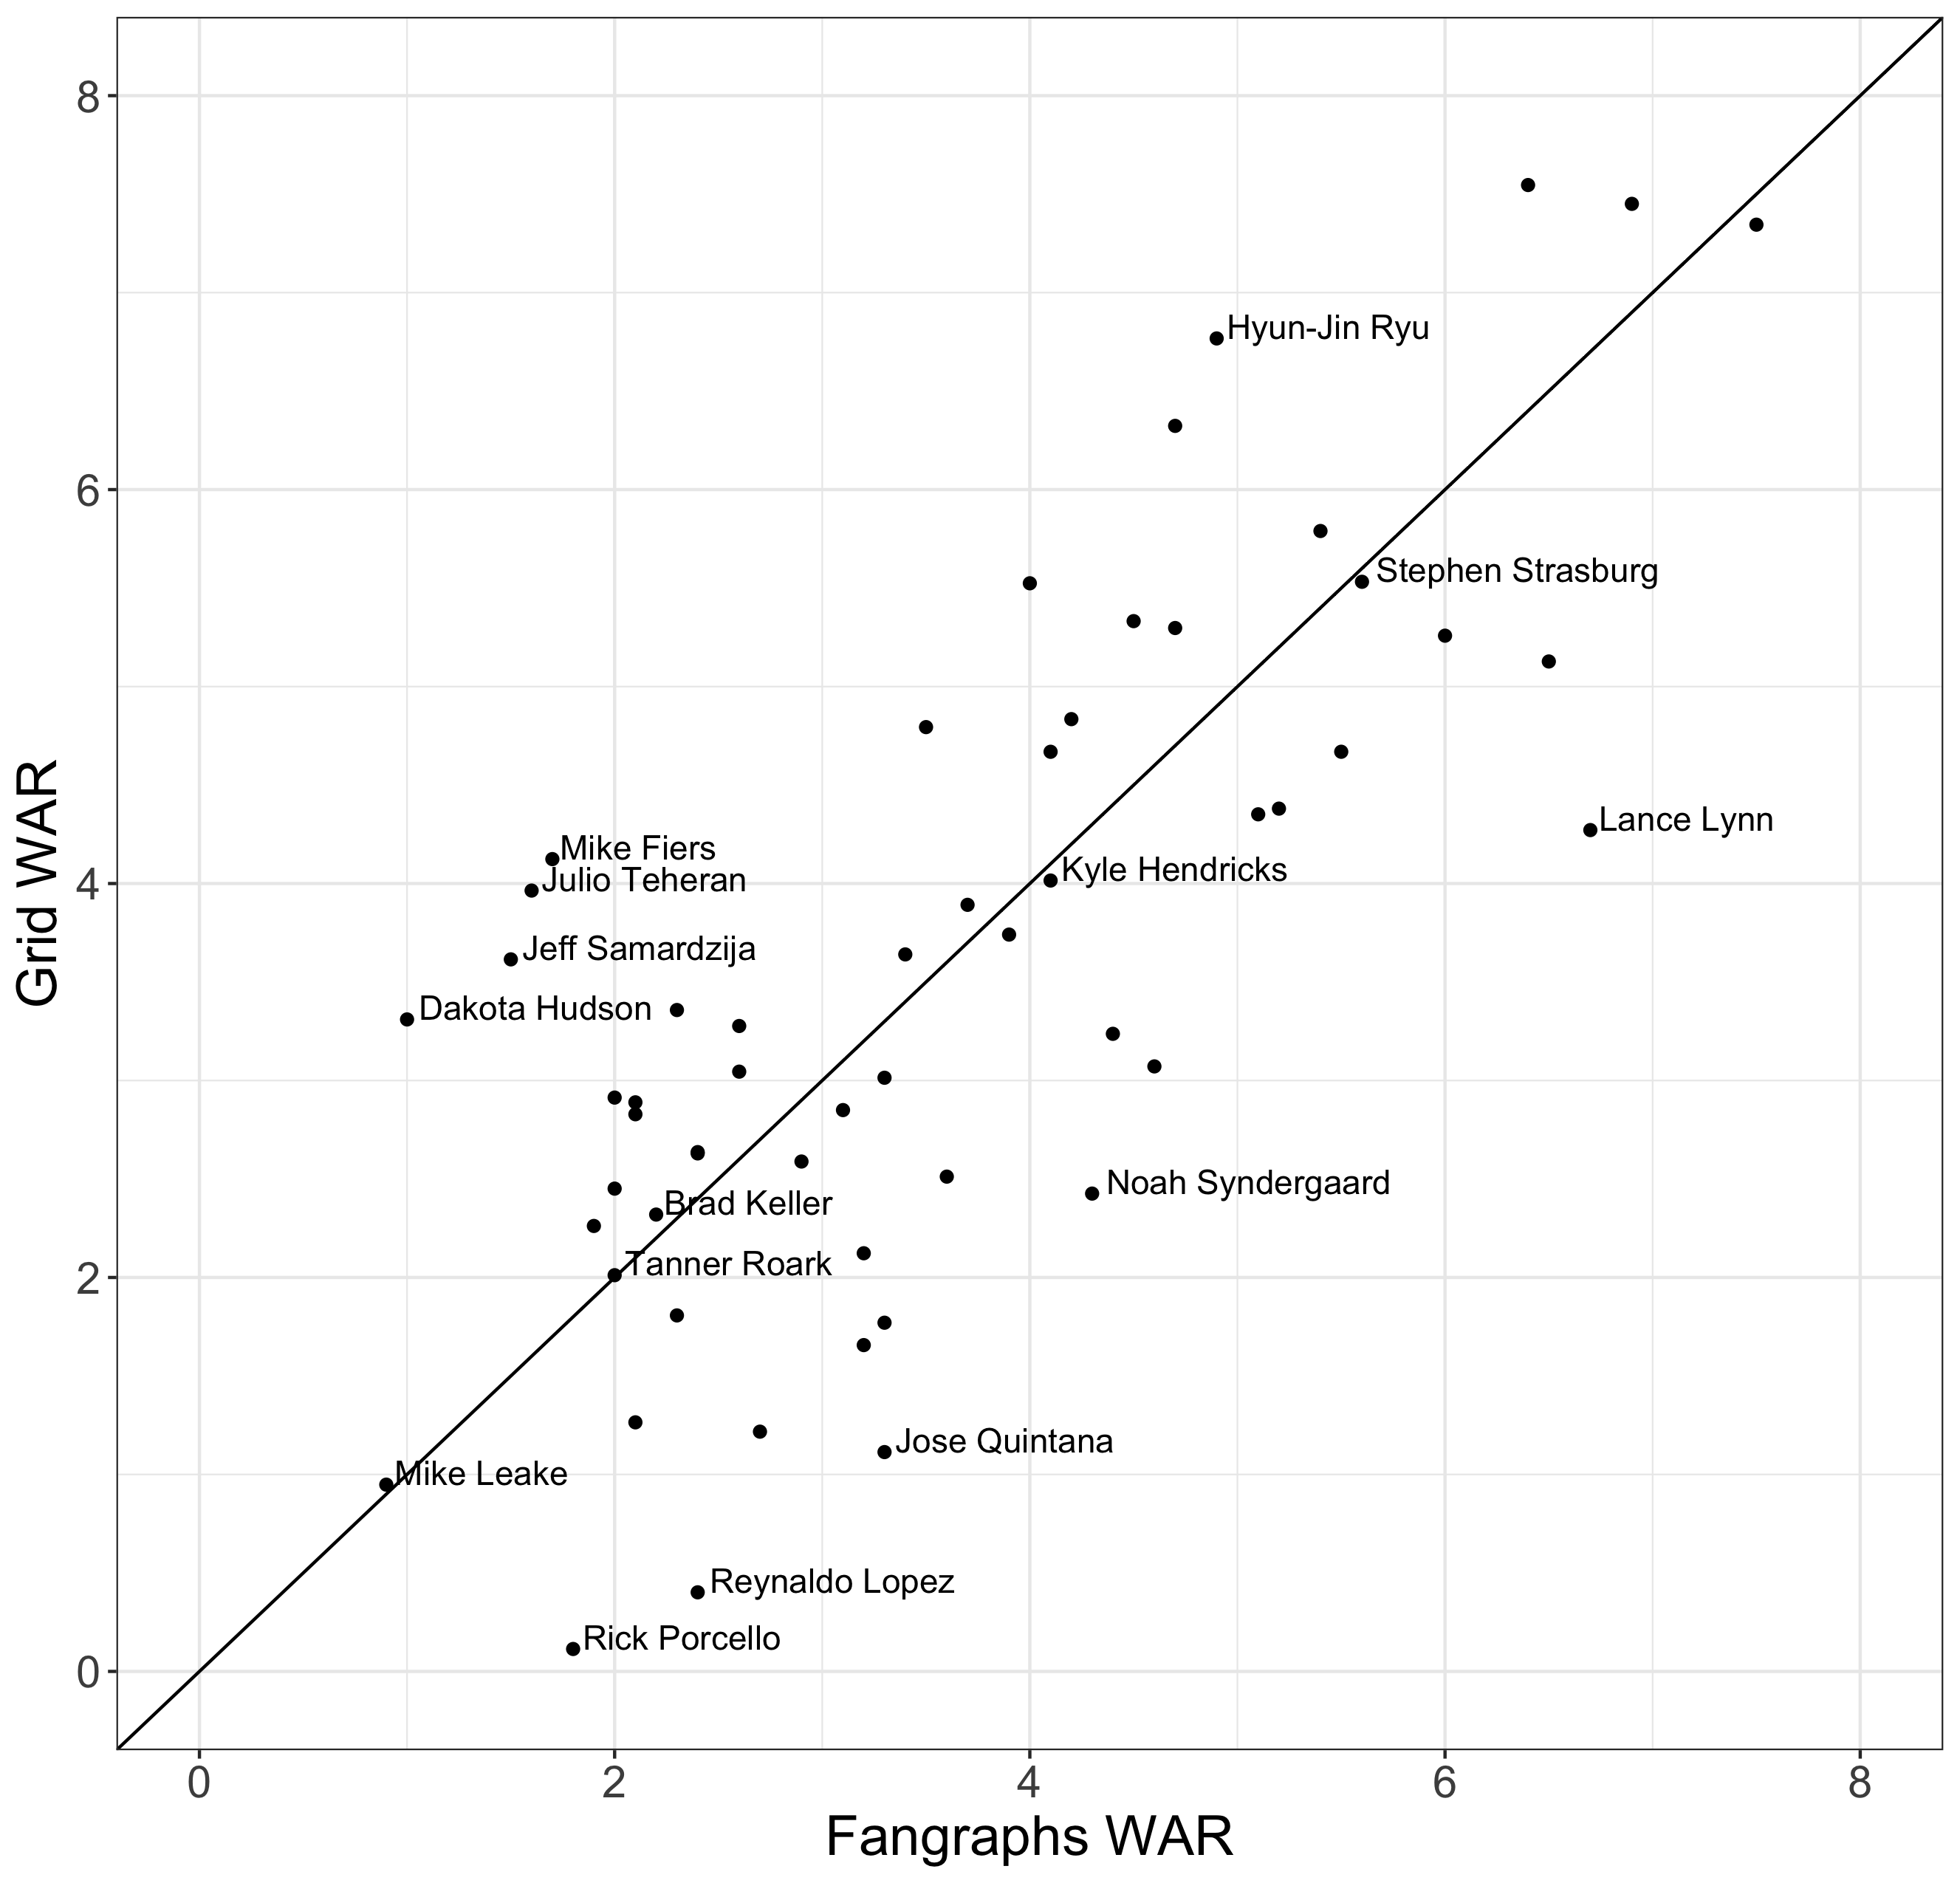 8
Hyun-Jin Ryu
6
Stephen Strasburg
Lance Lynn
Mike Fiers
Kyle Hendricks
4
Julio Teheran
Grid WAR
Jeff Samardzija
Dakota Hudson
Noah Syndergaard
Brad Keller
2
Tanner Roark
Jose Quintana
Mike Leake
Reynaldo Lopez
Rick Porcello
0
0 2 4 6 8
Fangraphs WAR